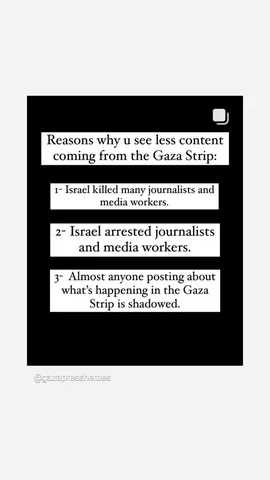 Reasons why u see less content
coming from the Gaza Strip:
1- Israel killed many journalists and
media workers.
2- Israel arrested journalists
and media workers.
3- Almost anyone posting about
what's happening in the Gaza
Strip is shadowed.
@gazapressheroes